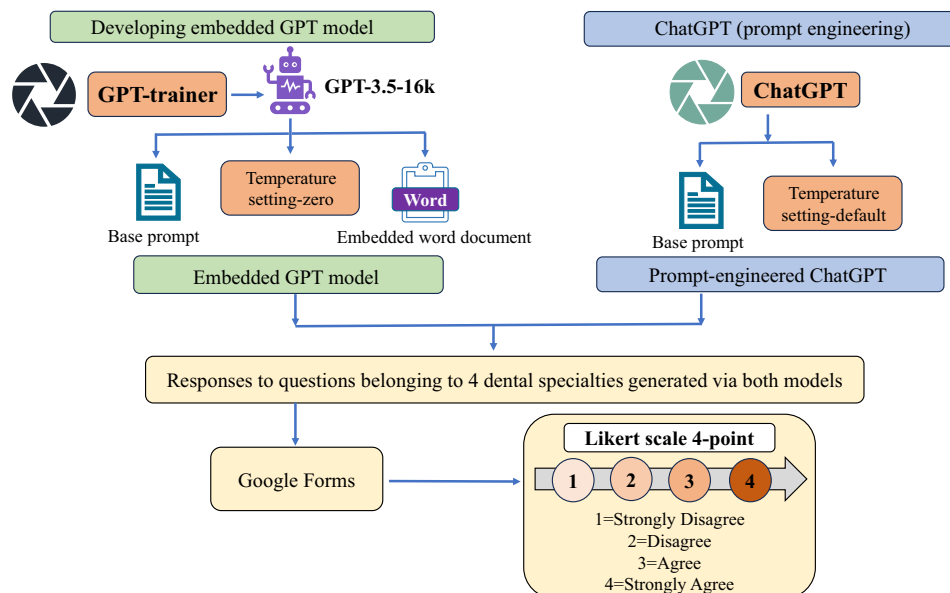 Developing embedded GPT model
ChatGPT (prompt engineering)
GPT-trainer
GPT-3.5-16k
ChatGPT
Base prompt
Temperature
setting-zero
Word
Embedded word document
Base prompt
Temperature
setting-default
Embedded GPT model
Prompt-engineered ChatGPT
Responses to questions belonging to 4 dental specialties generated via both models
Google Forms
Likert scale 4-point
1 2 3 4
1=Strongly Disagree
2=Disagree
3=Agree
4=Strongly Agree